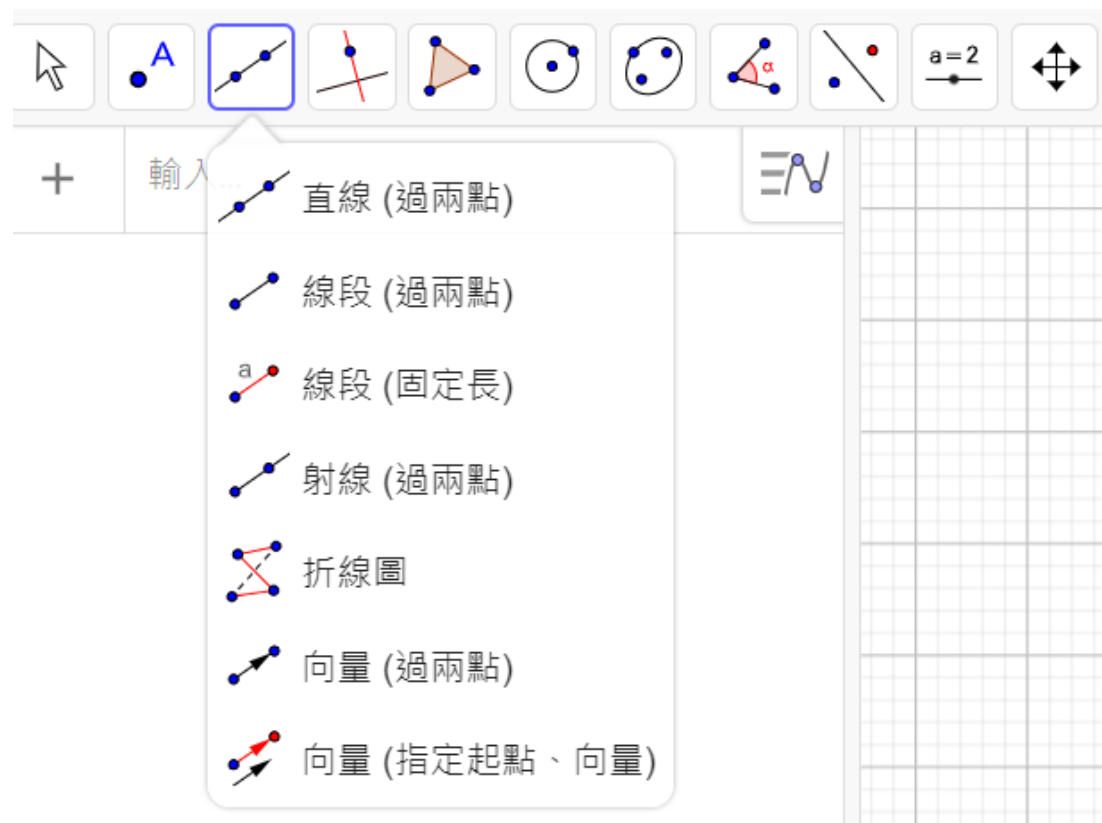 A
α
a=2
輸入...
直線 (過兩點)
線段 (過兩點)
a
線段 (固定長)
射線 (過兩點)
折線圖
向量 (過兩點)
向量 (指定起點、向量)